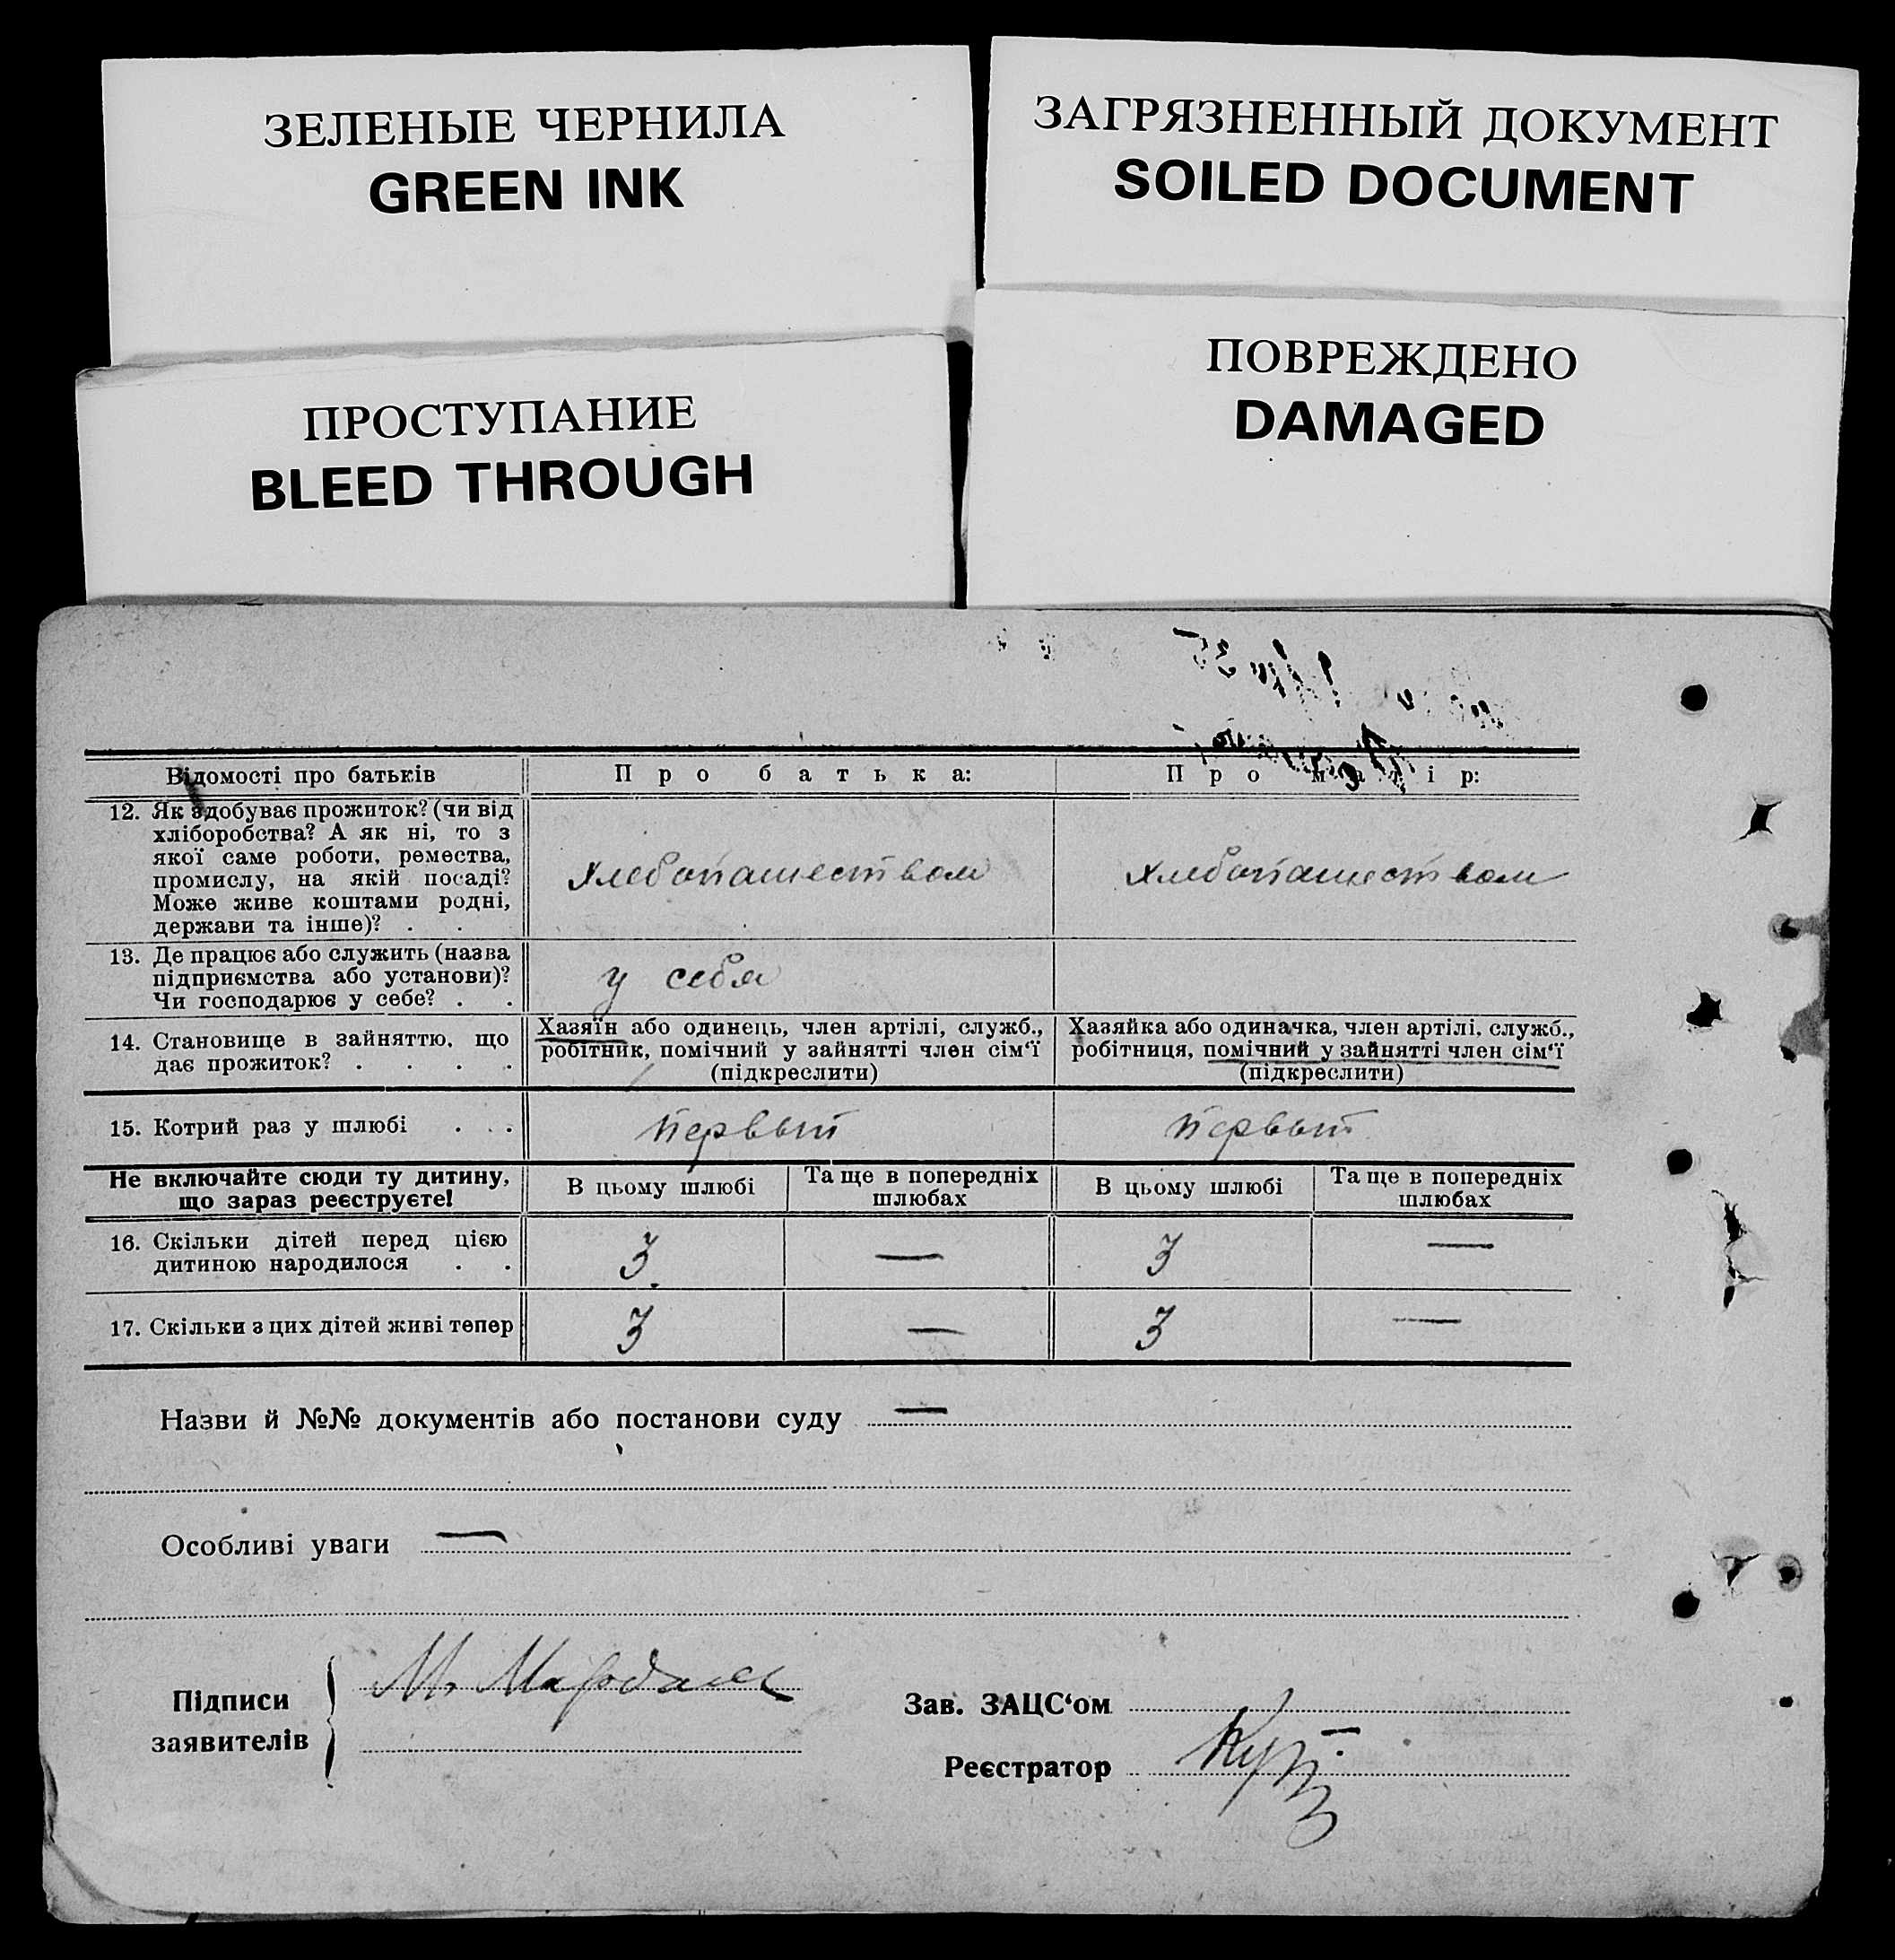 ЗЕЛЕНЫЕ ЧЕРНИЛА
GREEN INK
ЗАГРЯЗНЕННЫЙ ДОКУМЕНТ
SOILED DOCUMENT
ПРОСТУПАНИЕ
BLEED THROUGH
ПОВРЕЖДЕНО
DAMAGED
Відомості про батьків
Про батька:
Про матір:
12. Як здобуває прожиток? (чи від
хліборобства? А як ні, то з
якої саме роботи, ремества,
промислу, на якій посаді?
Може живе коштами родні,
держави та інше)? . .
хлебопашеством
хлебопашеством
13. Де працює або служить (назва
підприємства або установи)?
Чи господарює у себе? . .
у себя
14. Становище в зайняттю, що
дає прожиток? . . . .
Хазяїн або одинець, член артілі, служб.,
робітник, помічний у зайнятті член сім‘ї
(підкреслити)
Хазяйка або одиначка, член артілі, служб.,
робітниця, помічний у зайнятті член сім‘ї
(підкреслити)
15. Котрий раз у шлюбі . . .
первый
первый
Не включайте сюди ту дитину,
що зараз реєструєте!
В цьому шлюбі
Та ще в попередніх
шлюбах
В цьому шлюбі
Та ще в попередніх
шлюбах
16. Скільки дітей перед цією
дитиною народилося . .
3
—
3
—
17. Скільки з цих дітей живі тепер
3
—
3
—
Назви й №№ документів або постанови суду —
Особливі уваги —
Підписи
заявителів
М.
Зав. ЗАЦС‘ом
Реєстратор